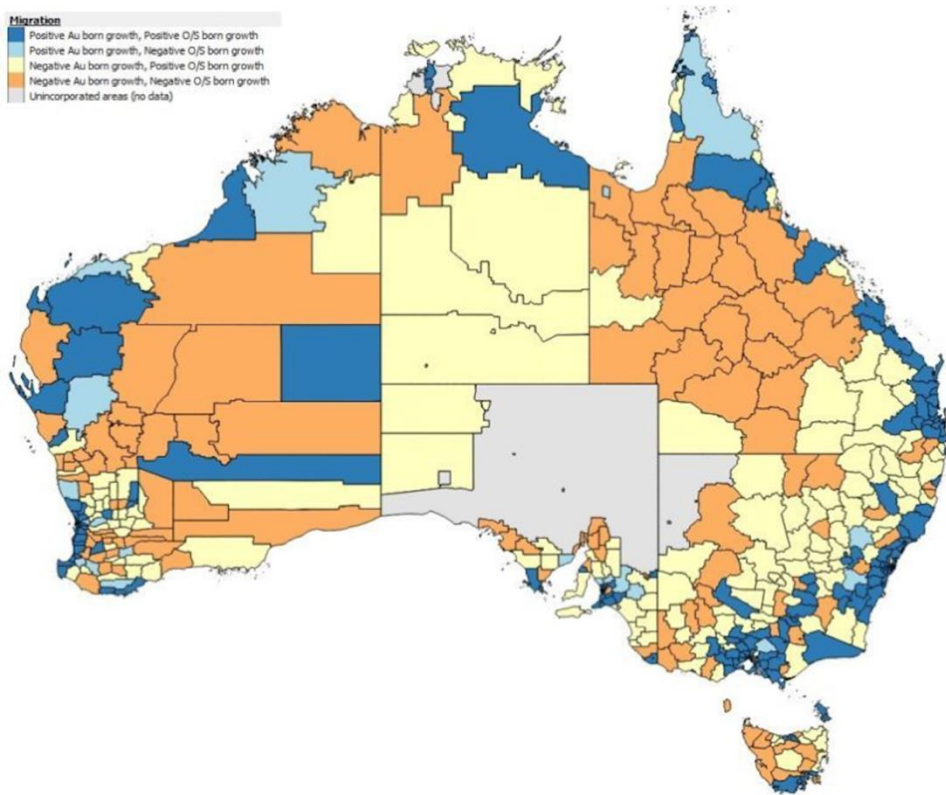 Migration
Positive Au born growth, Positive O/S born growth
Positive Au born growth, Negative O/S born growth
Negative Au born growth, Positive O/S born growth
Negative Au born growth, Negative O/S born growth
Unincorporated areas (no data)